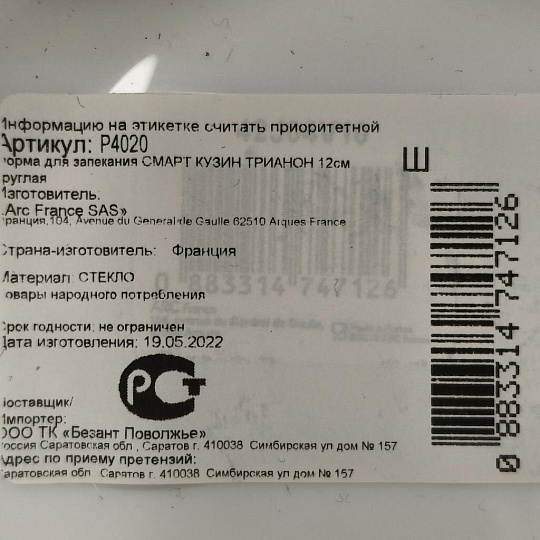 Информацию на этикетке считать приоритетной
Артикул: P4020
форма для запекания СМАРТ КУЗИН ТРИАНОН 12см
руглая
Изготовитель.
«Arc France SAS»
ранция,104, Avenue du General de Gaulle 62510 Arques France
Страна-изготовитель: Франция
Материал: СТЕКЛО
овары народного потребления
Срок годности: не ограничен
Дата изготовления: 19.05.2022
РСТ
Поставщик/
Импортер:
ООО ТК «Безант Поволжье»
Россия Саратовская обл , Саратов г. 410038 Симбирская ул дом № 157
Адрес по приему претензий:
Саратовская обл Саратов г. 410038 Симбирская ул дом № 157
Ш
0 883314 747126
0 883314 747126